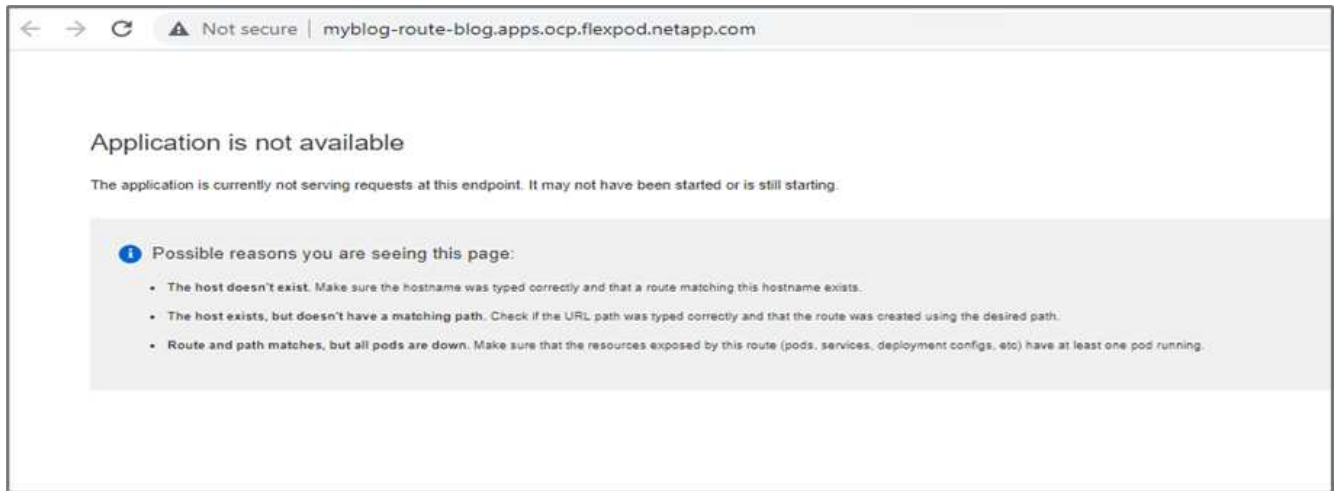 Not secure | myblog-route-blog.apps.ocp.flexpod.netapp.com
Application is not available
The application is currently not serving requests at this endpoint. It may not have been started or is still starting.
Possible reasons you are seeing this page:
• The host doesn't exist. Make sure the hostname was typed correctly and that a route matching this hostname exists.
• The host exists, but doesn't have a matching path. Check if the URL path was typed correctly and that the route was created using the desired path.
• Route and path matches, but all pods are down. Make sure that the resources exposed by this route (pods, services, deployment configs, etc) have at least one pod running.